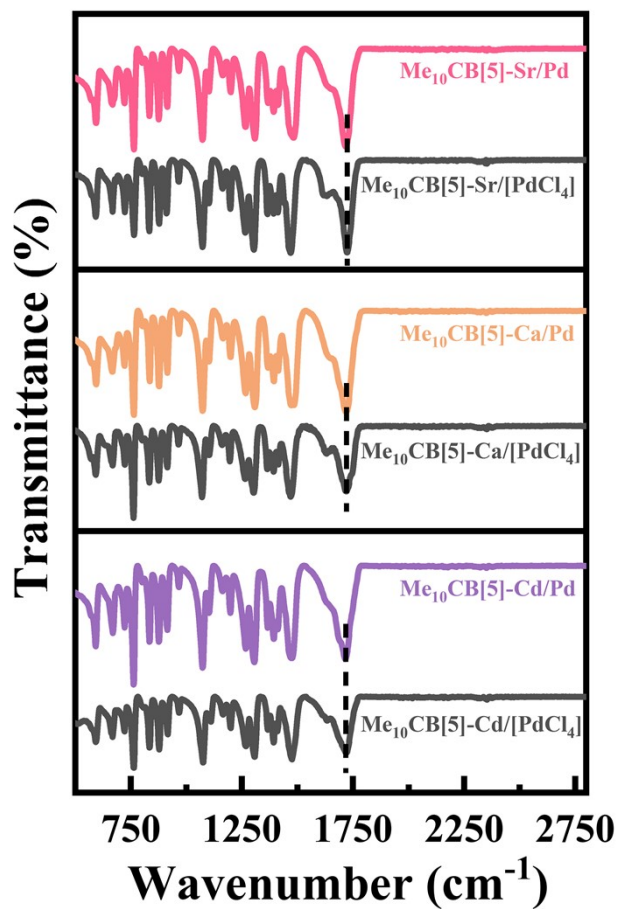 Me₁₀CB[5]-Sr/Pd
Me₁₀CB[5]-Sr/[PdCl₄]
Me₁₀CB[5]-Ca/Pd
Me₁₀CB[5]-Ca/[PdCl₄]
Me₁₀CB[5]-Cd/Pd
Me₁₀CB[5]-Cd/[PdCl₄]
Transmittance (%)
750 1250 1750 2250 2750
Wavenumber (cm⁻¹)